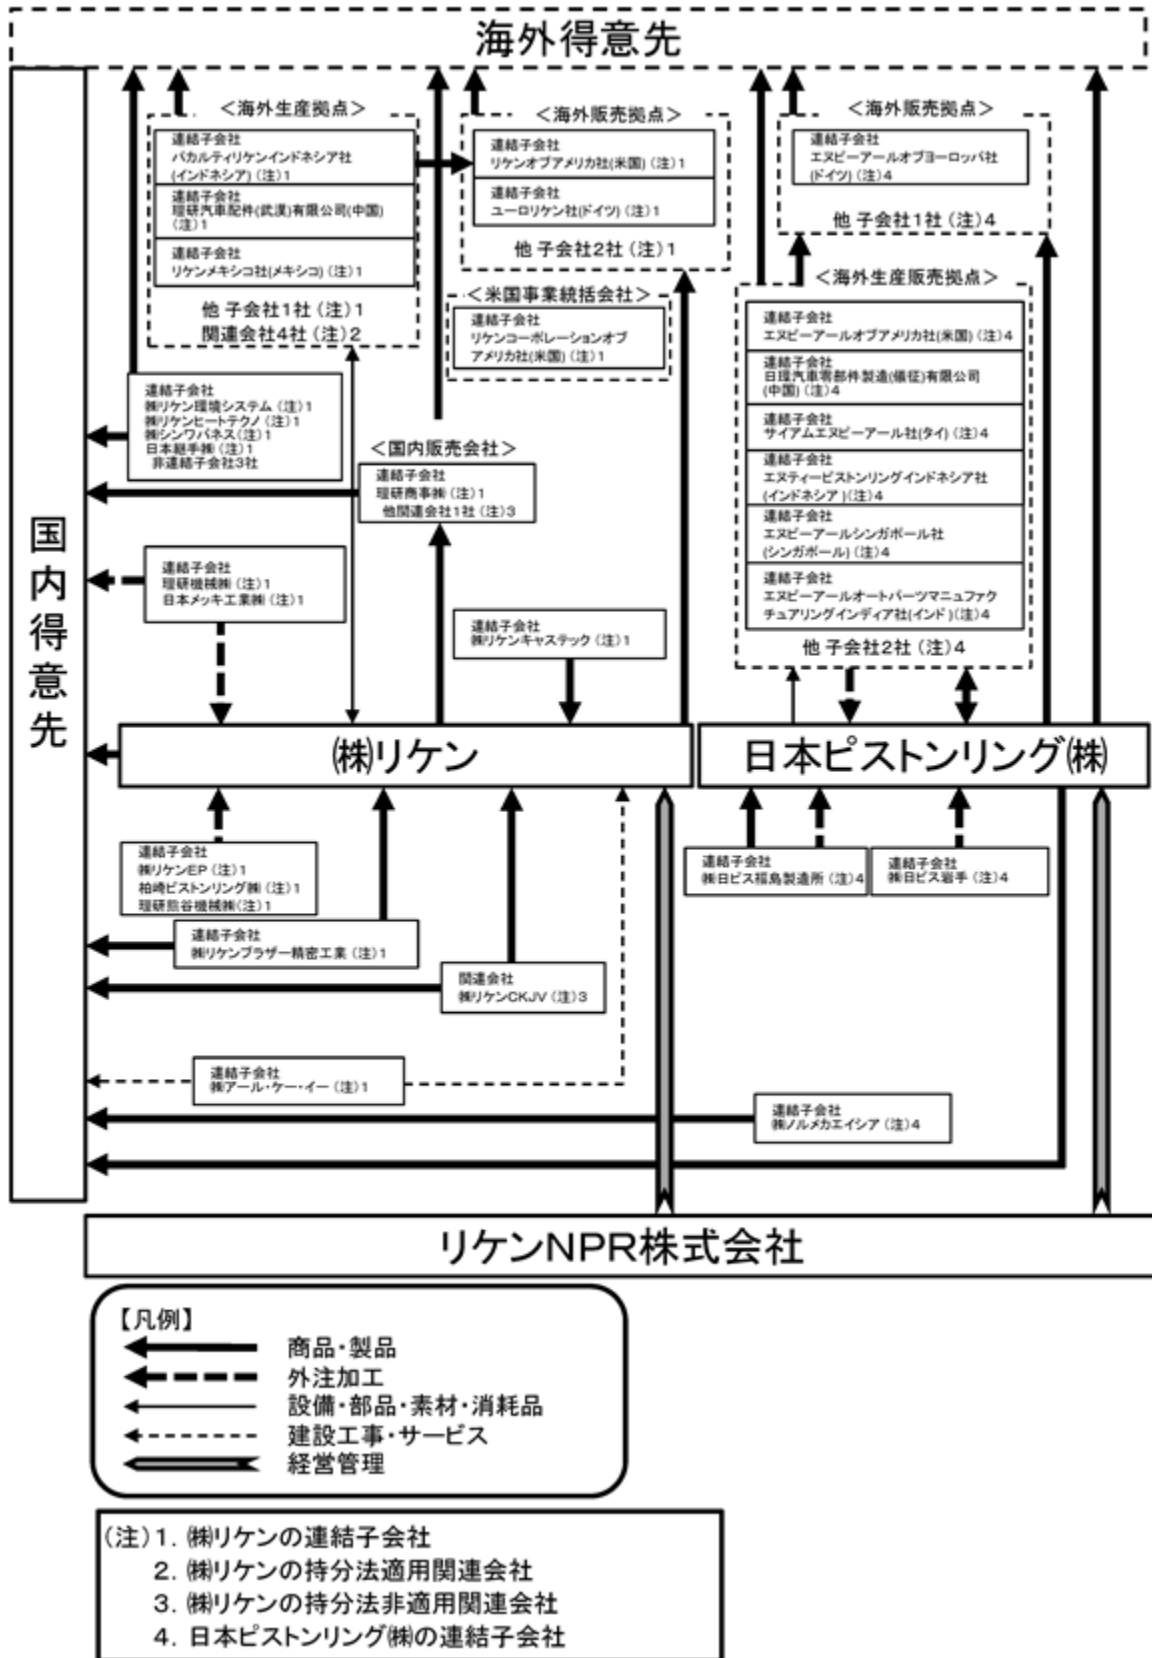 海外得意先
国内得意先
＜海外生産拠点＞
連結子会社
パカルティリケンインドネシア社
(インドネシア) (注)1
連結子会社
理研汽車配件(武漢)有限公司(中国)
(注)1
連結子会社
リケンメキシコ社(メキシコ) (注)1
他 子会社1社 (注)1
関連会社4社 (注)2
＜海外販売拠点＞
連結子会社
リケンオブアメリカ社(米国) (注)1
連結子会社
ユーロリケン社(ドイツ) (注)1
他 子会社2社 (注)1
＜米国事業統括会社＞
連結子会社
リケンコーポレーションオブ
アメリカ社(米国) (注)1
＜海外販売拠点＞
連結子会社
エヌピーアールオブヨーロッパ社
(ドイツ) (注)4
他 子会社1社 (注)4
＜海外生産販売拠点＞
連結子会社
エヌピーアールオブアメリカ社(米国) (注)4
連結子会社
日環汽車零部件製造(儀征)有限公司
(中国) (注)4
連結子会社
サイアムエヌピーアール社(タイ) (注)4
連結子会社
エヌティーピストンリングインドネシア社
(インドネシア)(注)4
連結子会社
エヌピーアールシンガポール社
(シンガポール) (注)4
連結子会社
エヌピーアールオートパーツマニュファク
チュアリングインディア社(インド)(注)4
他 子会社2社 (注)4
連結子会社
㈱リケン環境システム (注)1
㈱リケンヒートテクノ (注)1
㈱シンワバネス(注)1
日本継手㈱ (注)1
非連結子会社3社
＜国内販売会社＞
連結子会社
理研商事㈱ (注)1
他関連会社1社 (注)3
連結子会社
理研機械㈱ (注)1
日本メッキ工業㈱ (注)1
連結子会社
㈱リケンキャステック (注)1
㈱リケン
日本ピストンリング㈱
連結子会社
㈱リケンEP (注)1
柏崎ピストンリング㈱ (注)1
理研熊谷機械㈱(注)1
連結子会社
㈱日ピス福島製造所 (注)4
連結子会社
㈱日ピス岩手 (注)4
連結子会社
㈱リケンブラザー精密工業 (注)1
関連会社
㈱リケンCKJV (注)3
連結子会社
㈱アール・ケー・イー (注)1
連結子会社
㈱ノルメカエイシア (注)4
リケンNPR株式会社
【凡例】
商品・製品
外注加工
設備・部品・素材・消耗品
建設工事・サービス
経営管理
(注)1. ㈱リケンの連結子会社
2. ㈱リケンの持分法適用関連会社
3. ㈱リケンの持分法非適用関連会社
4. 日本ピストンリング㈱の連結子会社